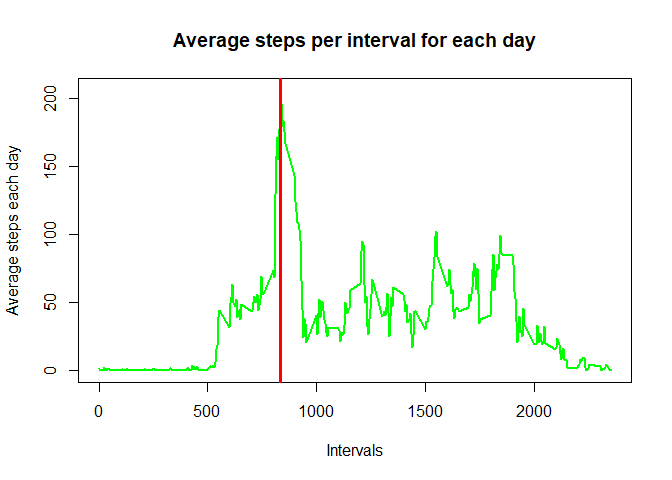 Average steps per interval for each day
Average steps each day
200
150
100
50
0
0 500 1000 1500 2000
Intervals